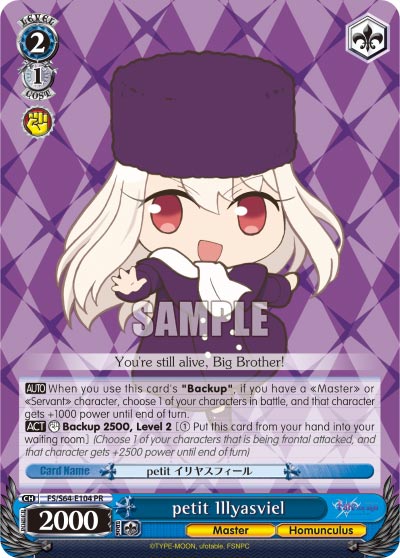 LEVEL
2
1
COST
SAMPLE
You're still alive, Big Brother!
AUTO When you use this card's "Backup", if you have a «Master» or
«Servant» character, choose 1 of your characters in battle, and that character
gets +1000 power until end of turn.
ACT Backup 2500, Level 2 [① Put this card from your hand into your
waiting room] (Choose 1 of your characters that is being frontal attacked, and
that character gets +2500 power until end of turn)
Card Name petit イリヤスフィール
CH FS/S64-E104 PR
POWER 2000 SOUL petit Illyasviel
Master Homunculus
©TYPE-MOON, ufotable, FSNPC